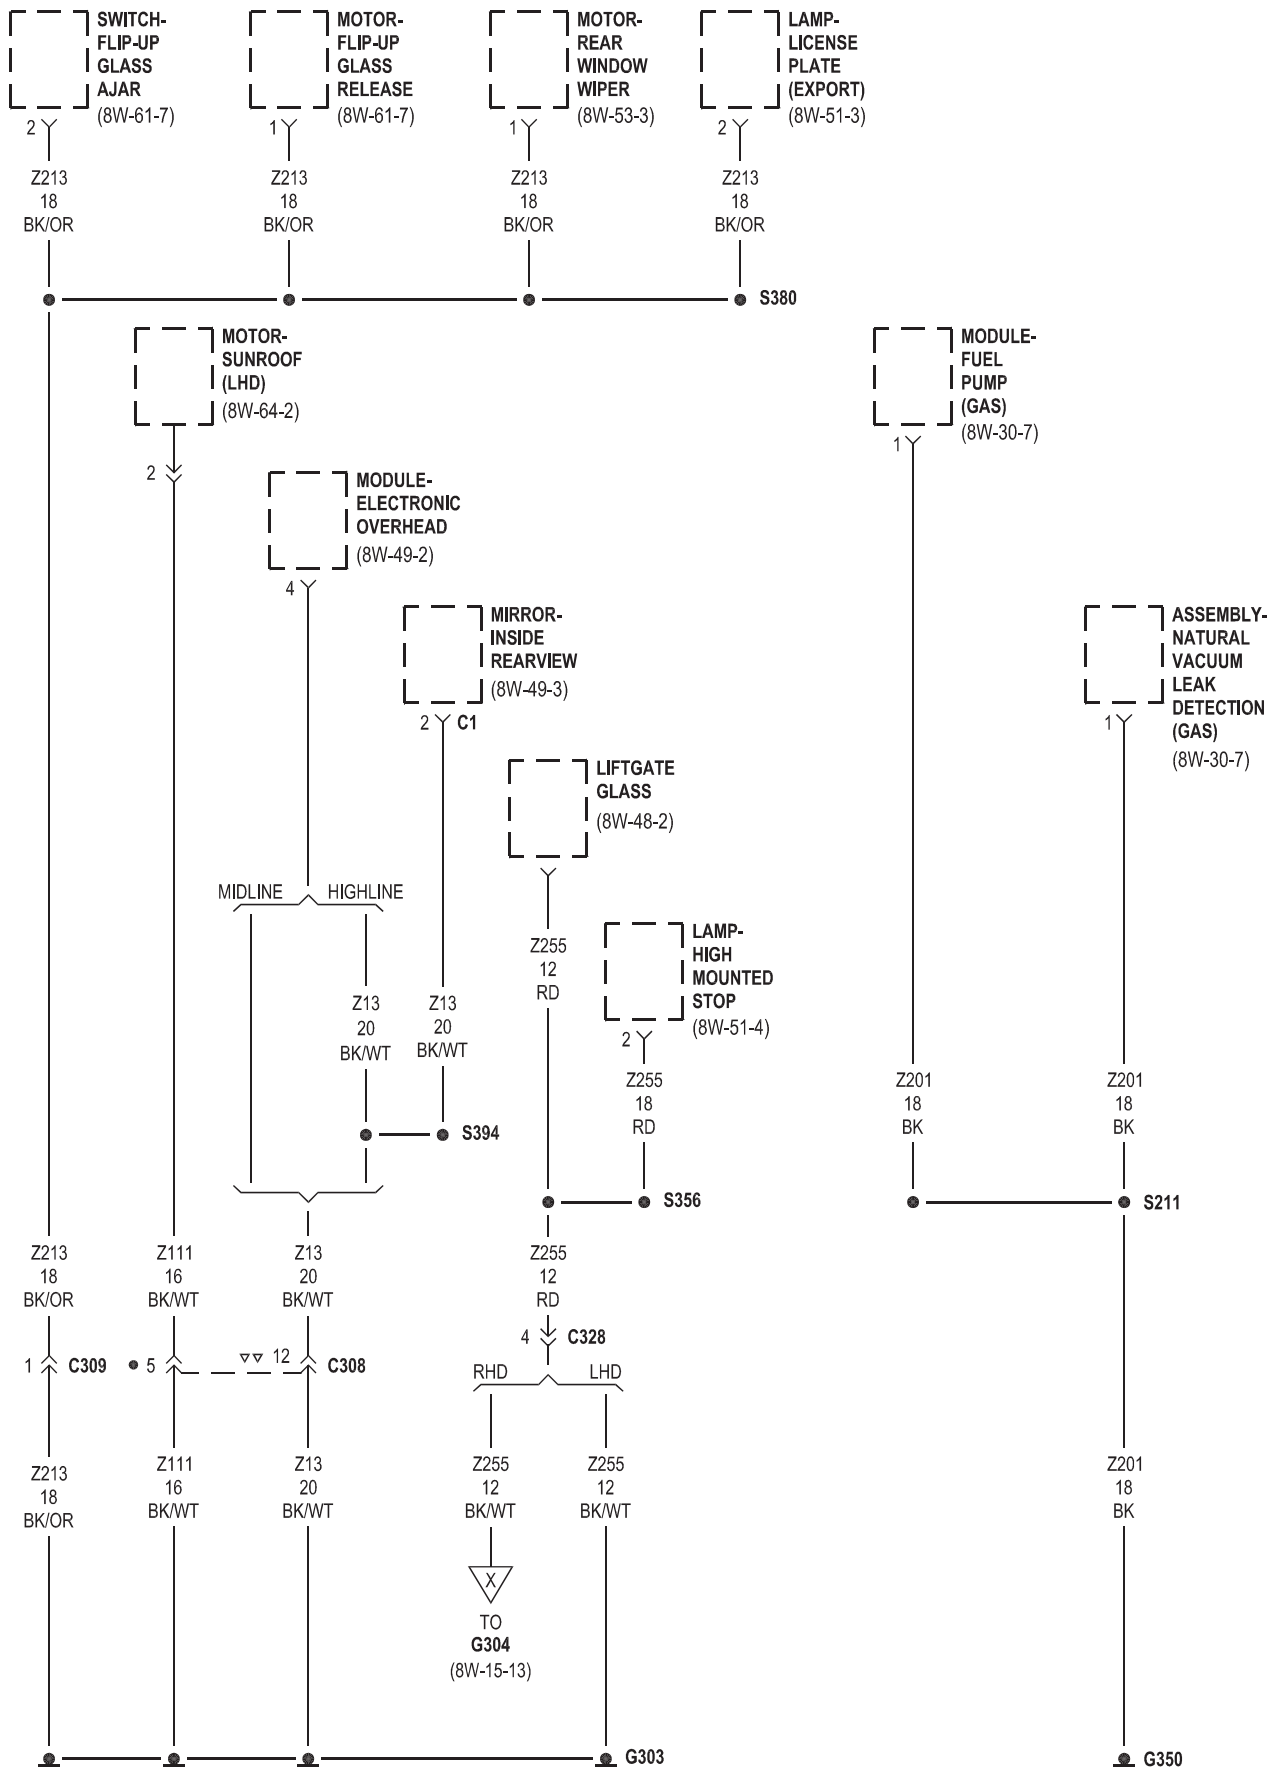 SWITCH-
FLIP-UP
GLASS
AJAR
(8W-61-7)
MOTOR-
FLIP-UP
GLASS
RELEASE
(8W-61-7)
MOTOR-
REAR
WINDOW
WIPER
(8W-53-3)
LAMP-
LICENSE
PLATE
(EXPORT)
(8W-51-3)
2
1
1
2
Z213
18
BK/OR
Z213
18
BK/OR
Z213
18
BK/OR
Z213
18
BK/OR
S380
MOTOR-
SUNROOF
(LHD)
(8W-64-2)
2
MODULE-
FUEL
PUMP
(GAS)
(8W-30-7)
1
MODULE-
ELECTRONIC
OVERHEAD
(8W-49-2)
4
MIRROR-
INSIDE
REARVIEW
(8W-49-3)
2 C1
ASSEMBLY-
NATURAL
VACUUM
LEAK
DETECTION
(GAS)
(8W-30-7)
1
LIFTGATE
GLASS
(8W-48-2)
MIDLINE HIGHLINE
LAMP-
HIGH
MOUNTED
STOP
(8W-51-4)
2
Z255
12
RD
Z13
20
BK/WT
Z13
20
BK/WT
Z255
18
RD
Z201
18
BK
Z201
18
BK
S394
S356
S211
Z213
18
BK/OR
Z111
16
BK/WT
Z13
20
BK/WT
Z255
12
RD
4 C328
1 C309
5
12 C308
RHD LHD
Z213
18
BK/OR
Z111
16
BK/WT
Z13
20
BK/WT
Z255
12
BK/WT
Z255
12
BK/WT
Z201
18
BK
X
TO
G304
(8W-15-13)
G303
G350